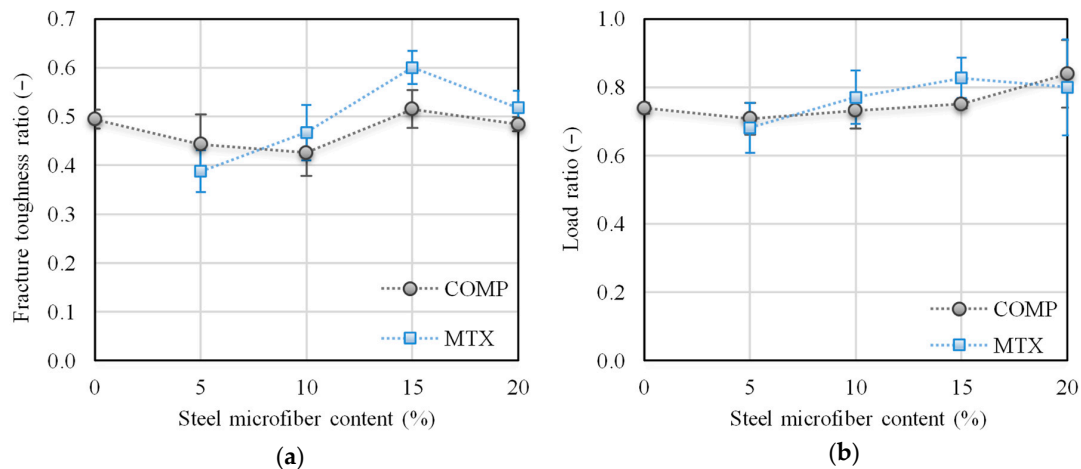 0.7
0.6
0.5
0.4
0.3
0.2
0.1
0.0
Fracture toughness ratio (−)
COMP
MTX
0 5 10 15 20
Steel microfiber content (%)
(a)
1.0
0.8
0.6
0.4
0.2
0.0
Load ratio (−)
COMP
MTX
0 5 10 15 20
Steel microfiber content (%)
(b)